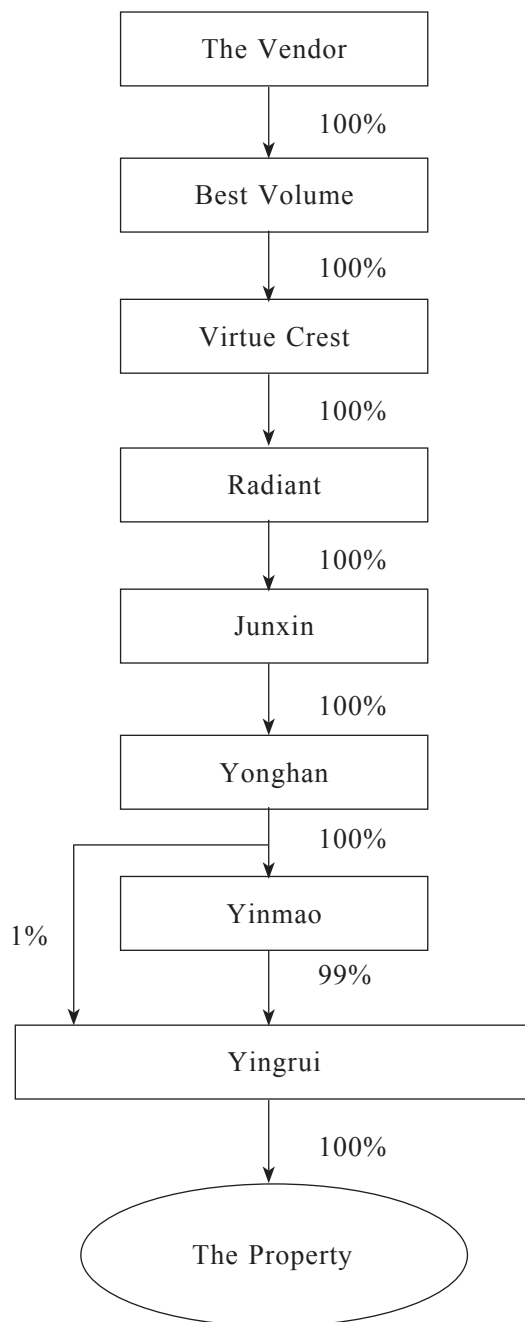 The Vendor
100%
Best Volume
100%
Virtue Crest
100%
Radiant
100%
Junxin
100%
Yonghan
100%
Yinmao
1%
99%
Yingrui
100%
The Property